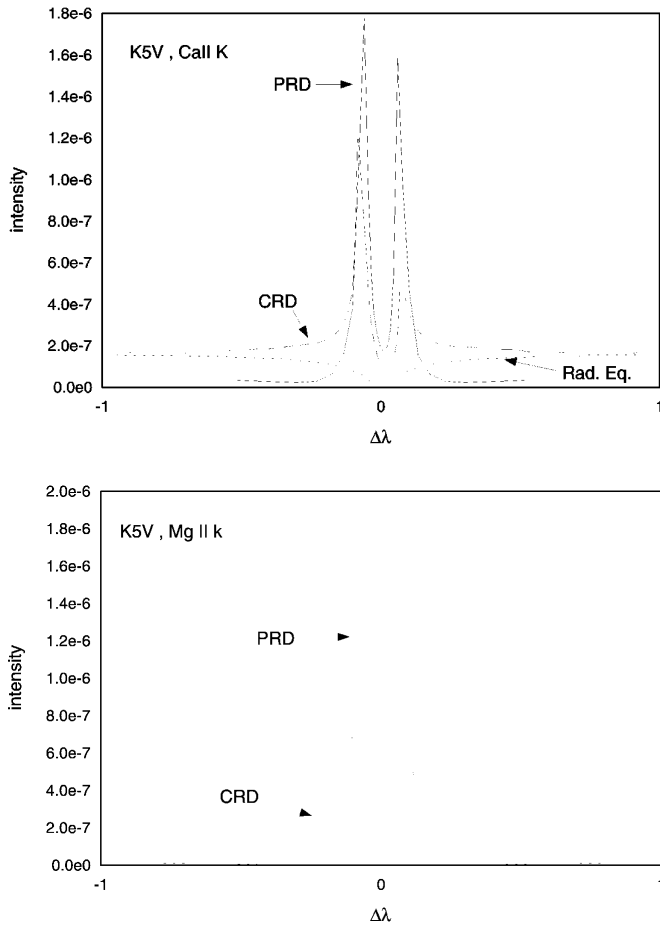 1.8e-6
K5V , CaII K
1.6e-6
PRD
1.4e-6
1.2e-6
1.0e-6
intensity
8.0e-7
6.0e-7
CRD
4.0e-7
2.0e-7
Rad. Eq.
0.0e0
-1 0 1
Δλ
2.0e-6
K5V , Mg II k
1.8e-6
1.6e-6
1.4e-6
PRD
1.2e-6
1.0e-6
intensity
8.0e-7
6.0e-7
CRD
4.0e-7
2.0e-7
0.0e0
-1 0 1
Δλ